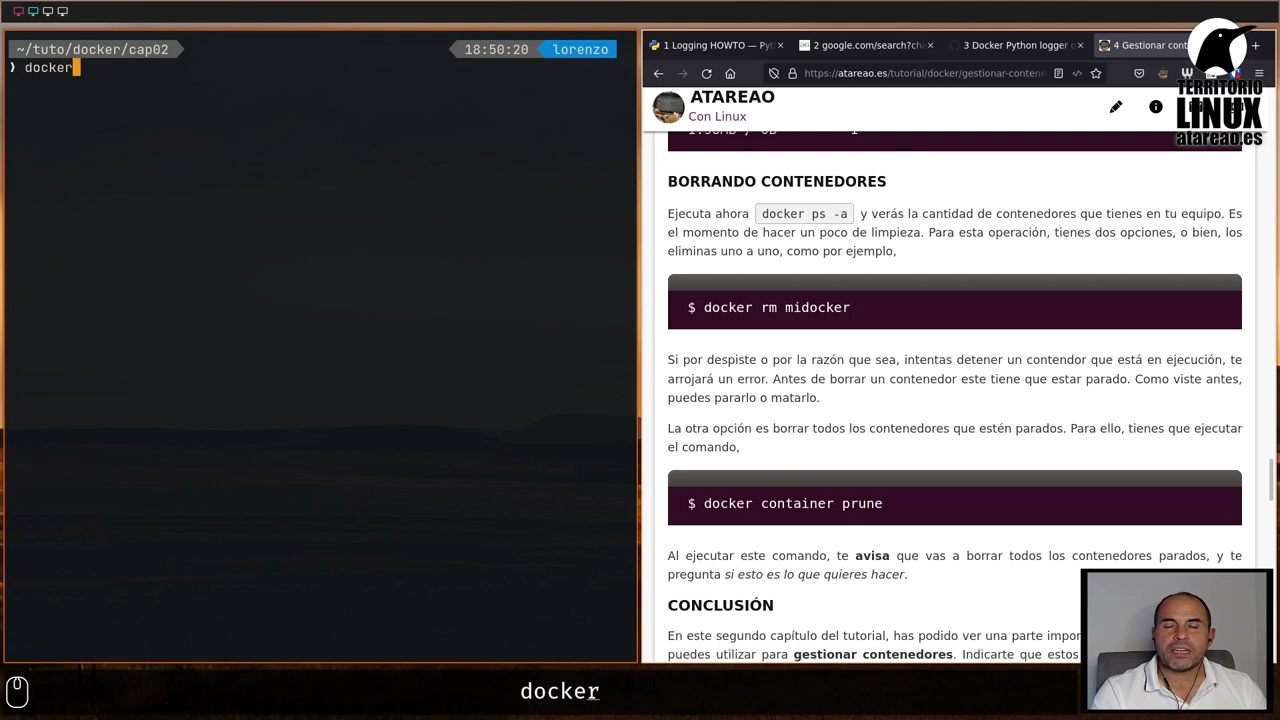 ~/tuto/docker/cap02
18:50:20
lorenzo
❯ docker
1 Logging HOWTO — Pyt
2 google.com/search?ch
3 Docker Python logger o
4 Gestionar cont
https://atareao.es/tutorial/docker/gestionar-contene
ATAREAO
Con Linux
TERRITORIO
LINUX
atareao.es
BORRANDO CONTENEDORES
Ejecuta ahora docker ps -a y verás la cantidad de contenedores que tienes en tu equipo. Es
el momento de hacer un poco de limpieza. Para esta operación, tienes dos opciones, o bien, los
eliminas uno a uno, como por ejemplo,
$ docker rm midocker
Si por despiste o por la razón que sea, intentas detener un contendor que está en ejecución, te
arrojará un error. Antes de borrar un contenedor este tiene que estar parado. Como viste antes,
puedes pararlo o matarlo.
La otra opción es borrar todos los contenedores que estén parados. Para ello, tienes que ejecutar
el comando,
$ docker container prune
Al ejecutar este comando, te avisa que vas a borrar todos los contenedores parados, y te
pregunta si esto es lo que quieres hacer.
CONCLUSIÓN
En este segundo capítulo del tutorial, has podido ver una parte impor
puedes utilizar para gestionar contenedores. Indicarte que estos
docker